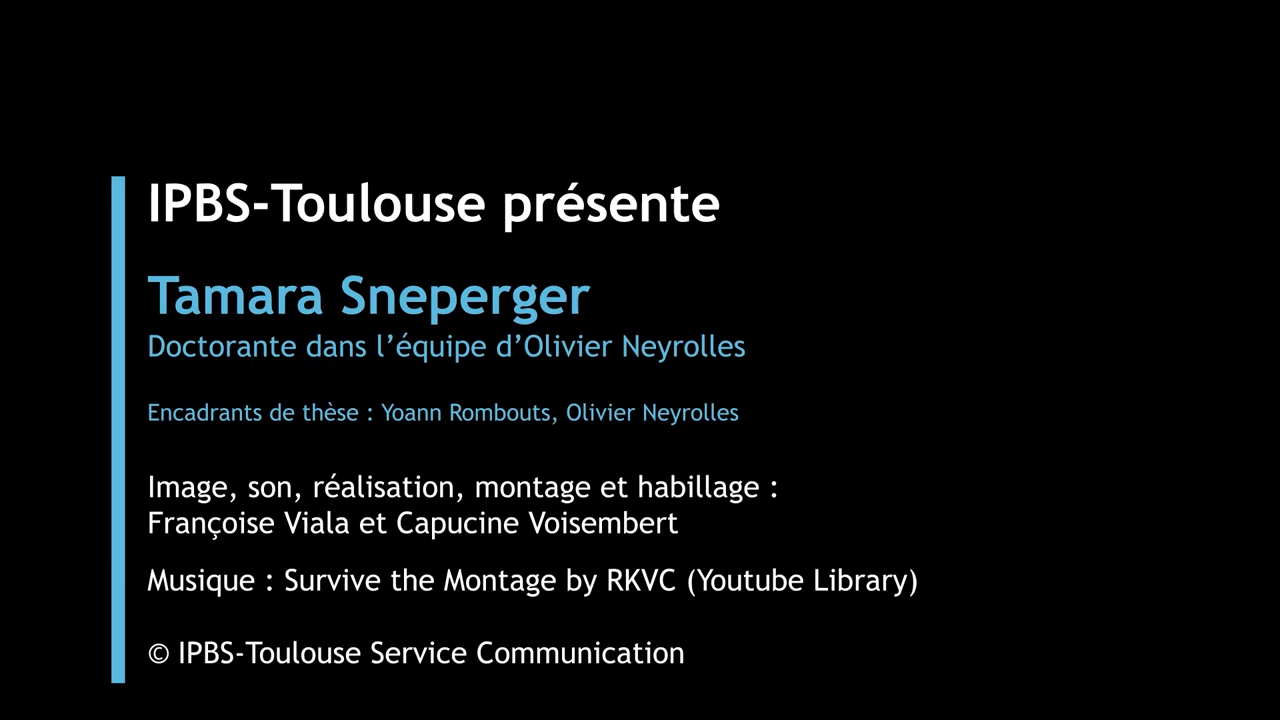 IPBS-Toulouse présente
Tamara Sneperger
Doctorante dans l’équipe d’Olivier Neyrolles
Encadrants de thèse : Yoann Rombouts, Olivier Neyrolles
Image, son, réalisation, montage et habillage :
Françoise Viala et Capucine Voisembert
Musique : Survive the Montage by RKVC (Youtube Library)
© IPBS-Toulouse Service Communication